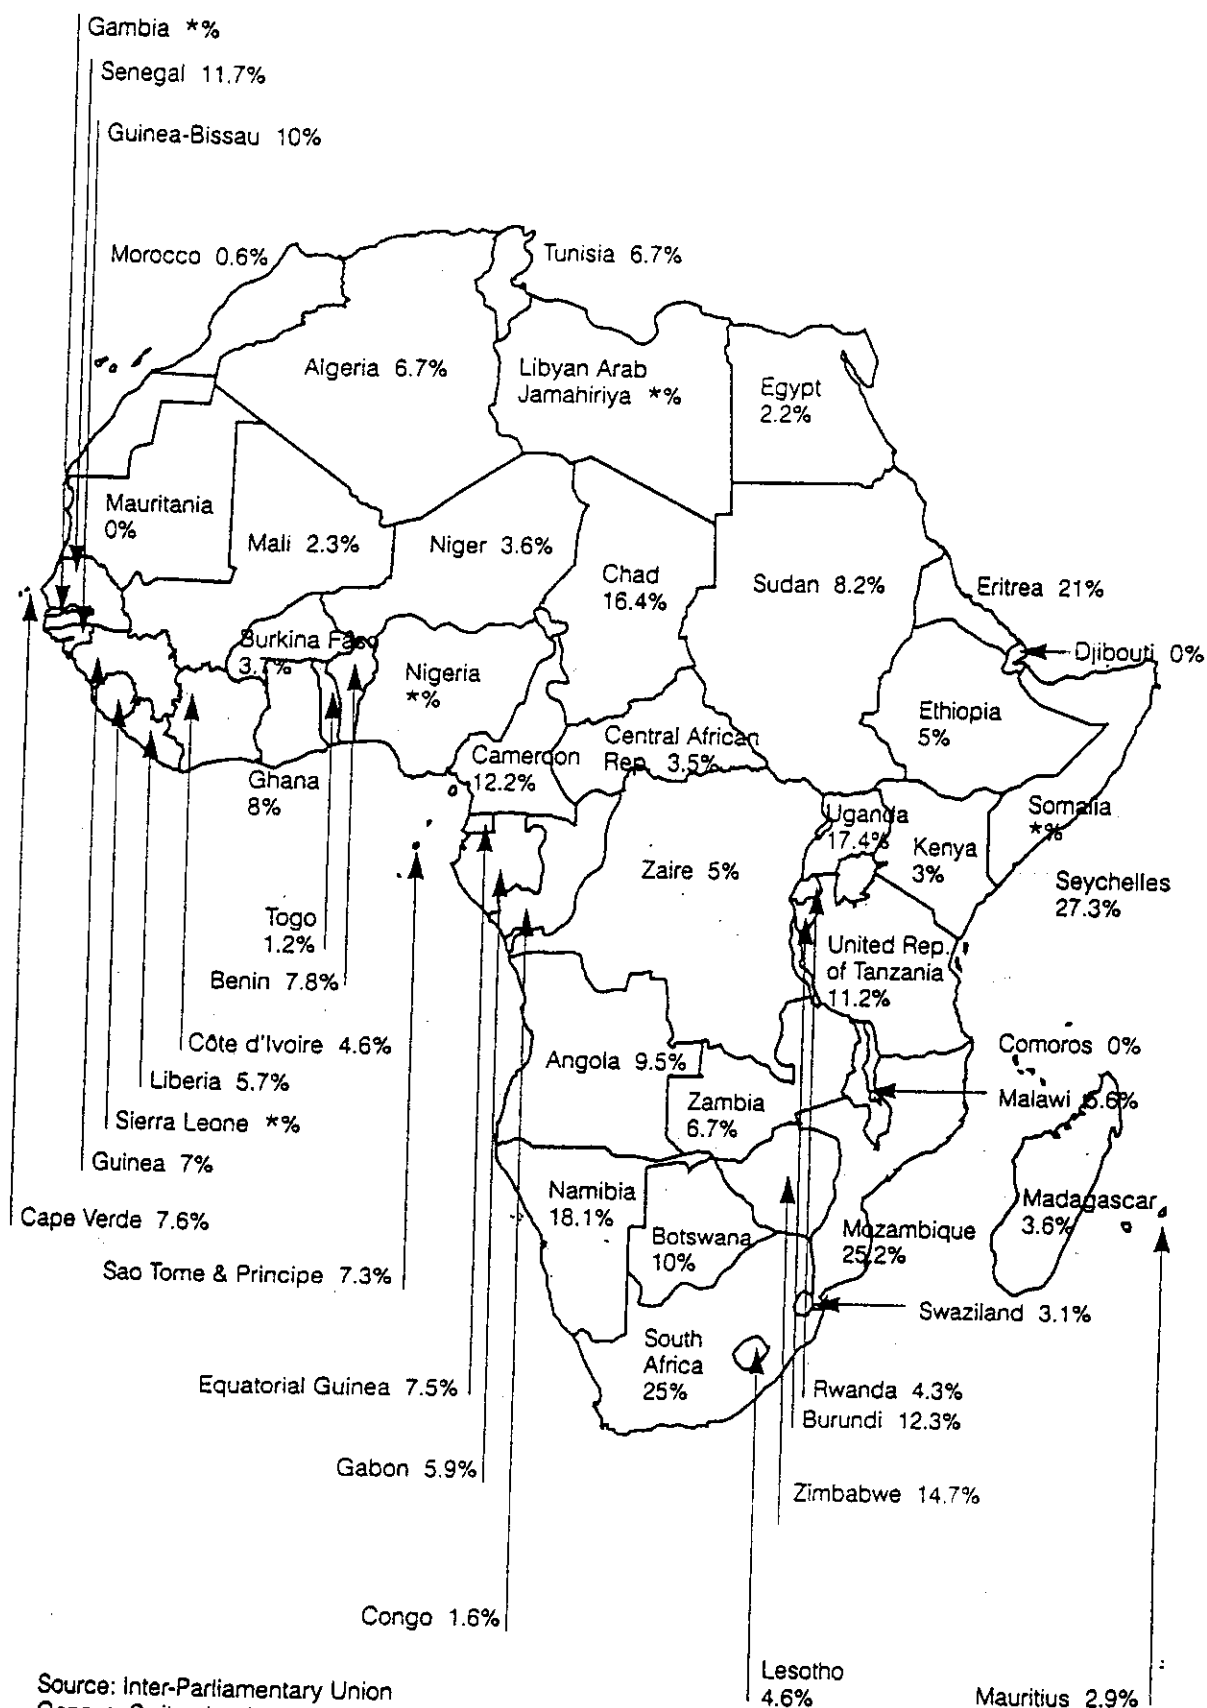 Gambia *%
Senegal 11.7%
Guinea-Bissau 10%
Morocco 0.6%
Tunisia 6.7%
Algeria 6.7%
Libyan Arab
Jamahiriya *%
Egypt
2.2%
Mauritania
0%
Mali 2.3%
Niger 3.6%
Chad
16.4%
Sudan 8.2%
Eritrea 21%
Burkina Faso
3.7%
Nigeria
*%
Djibouti 0%
Ethiopia
5%
Central African
Rep. 3.5%
Cameroon
12.2%
Ghana
8%
Uganda
17.4%
Somalia
*%
Kenya
3%
Zaire 5%
Seychelles
27.3%
Togo
1.2%
United Rep.
of Tanzania
11.2%
Benin 7.8%
Côte d'Ivoire 4.6%
Angola 9.5%
Comoros 0%
Liberia 5.7%
Zambia
6.7%
Malawi 5.6%
Sierra Leone *%
Guinea 7%
Namibia
18.1%
Madagascar
3.6%
Cape Verde 7.6%
Botswana
10%
Mozambique
25.2%
Sao Tome & Principe 7.3%
Swaziland 3.1%
South
Africa
25%
Equatorial Guinea 7.5%
Rwanda 4.3%
Burundi 12.3%
Gabon 5.9%
Zimbabwe 14.7%
Congo 1.6%
Lesotho
4.6%
Mauritius 2.9%
Source: Inter-Parliamentary Union